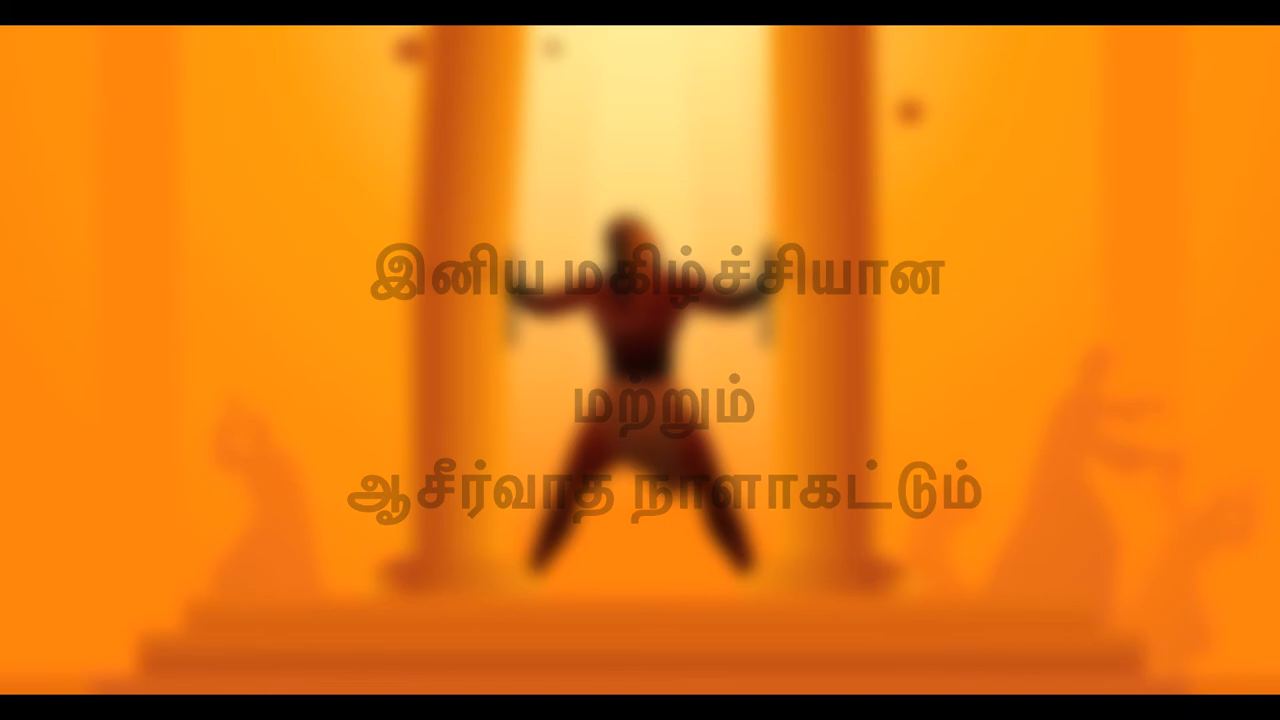 இனிய மகிழ்ச்சியான
மற்றும்
ஆசீர்வாத நாளாகட்டும்